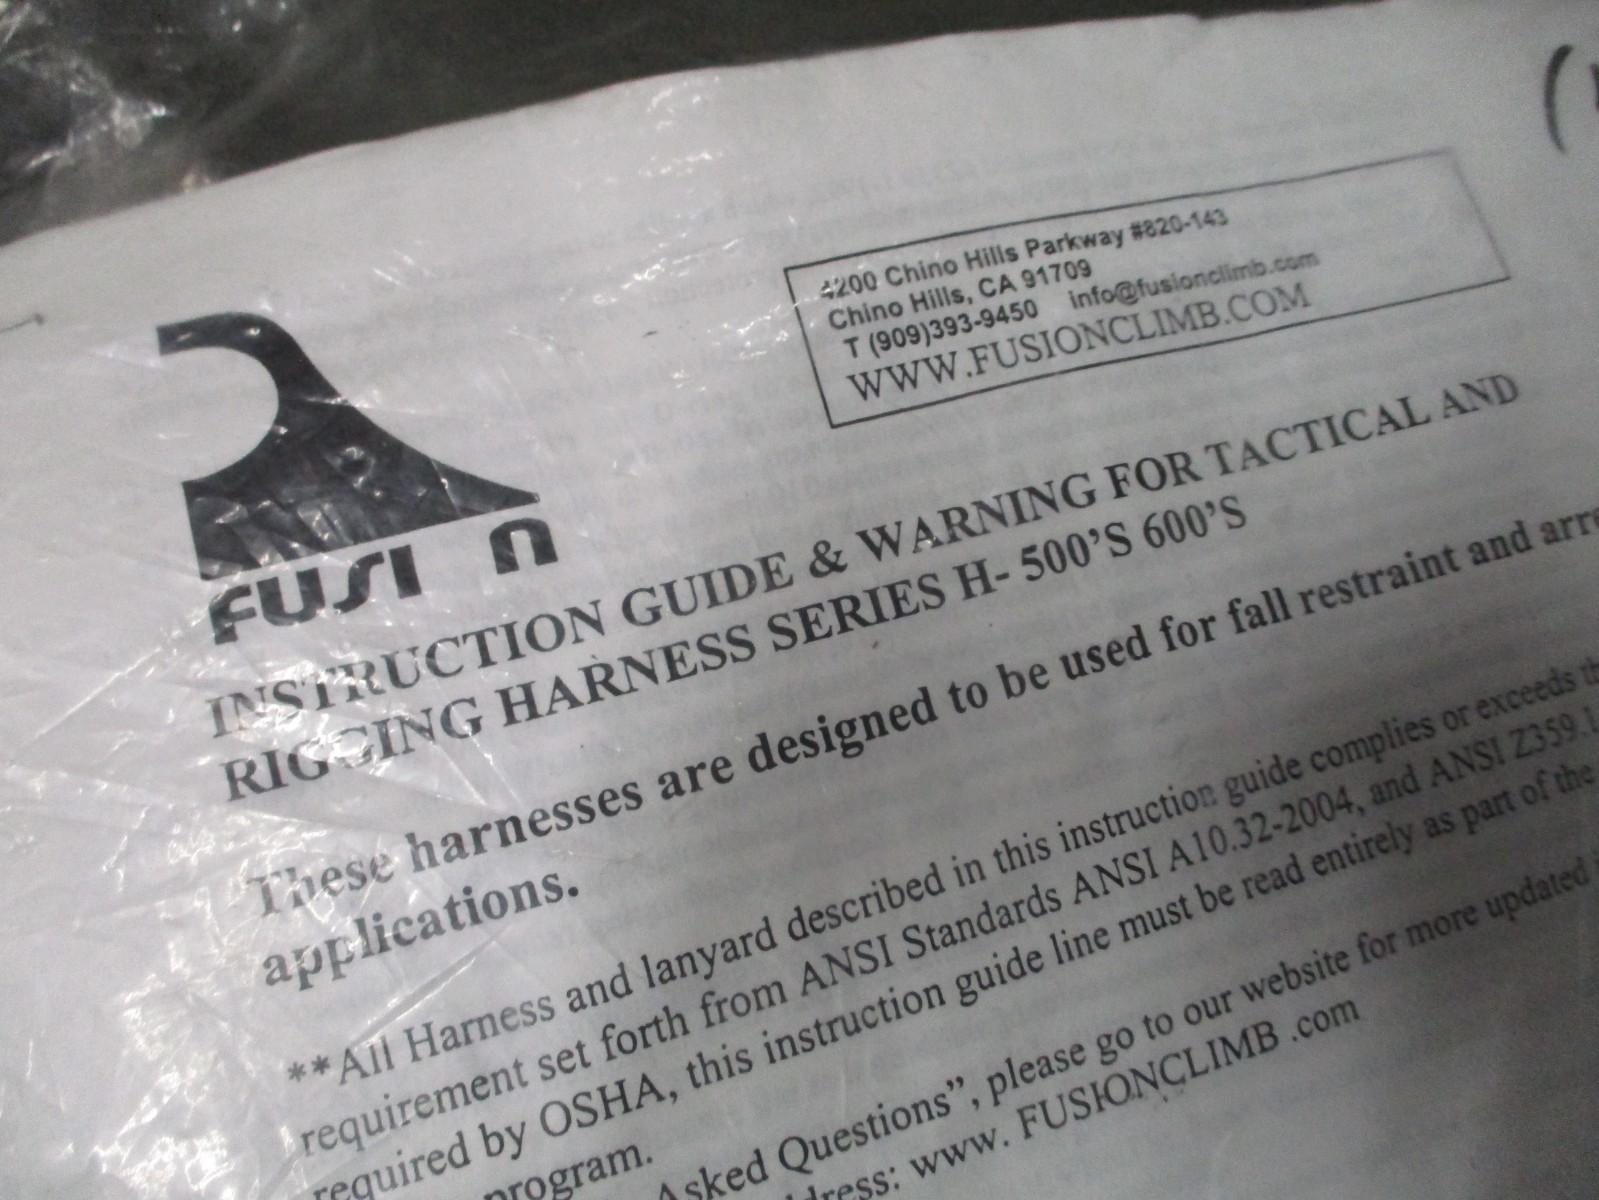 4200 Chino Hills Parkway #820-143
Chino Hills, CA 91709
T (909)393-9450 info@fusionclimb.com
WWW.FUSIONCLIMB.COM
FUSI N
INSTRUCTION GUIDE & WARNING FOR TACTICAL AND
RIGGING HARNESS SERIES H- 500'S 600'S
These harnesses are designed to be used for fall restraint and
applications.
**All Harness and lanyard described in this instruction guide complies or exceeds
requirement set forth from ANSI Standards ANSI A10.32-2004, and ANSI Z359.1
required by OSHA, this instruction guide line must be read entirely as part of the
program.
Asked Questions", please go to our website for more updated
www. FUSIONCLIMB .com